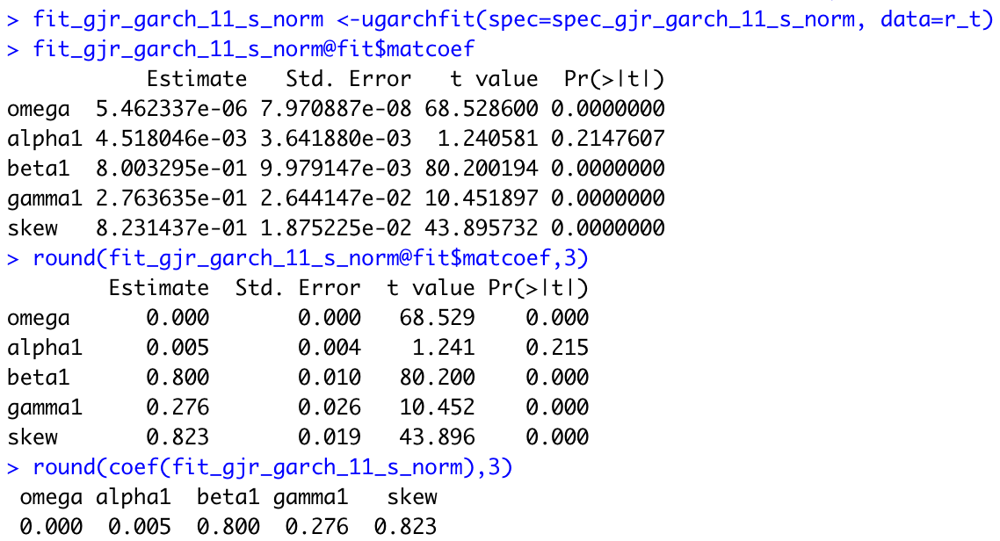 > fit_gjr_garch_11_s_norm <-ugarchfit(spec=spec_gjr_garch_11_s_norm, data=r_t)
> fit_gjr_garch_11_s_norm@fit$matcoef
           Estimate   Std. Error   t value  Pr(>|t|)
omega  5.462337e-06 7.970887e-08 68.528600 0.0000000
alpha1 4.518046e-03 3.641880e-03  1.240581 0.2147607
beta1  8.003295e-01 9.979147e-03 80.200194 0.0000000
gamma1 2.763635e-01 2.644147e-02 10.451897 0.0000000
skew   8.231437e-01 1.875225e-02 43.895732 0.0000000
> round(fit_gjr_garch_11_s_norm@fit$matcoef,3)
        Estimate  Std. Error  t value Pr(>|t|)
omega      0.000       0.000   68.529    0.000
alpha1     0.005       0.004    1.241    0.215
beta1      0.800       0.010   80.200    0.000
gamma1     0.276       0.026   10.452    0.000
skew       0.823       0.019   43.896    0.000
> round(coef(fit_gjr_garch_11_s_norm),3)
 omega alpha1  beta1 gamma1   skew
 0.000  0.005  0.800  0.276  0.823